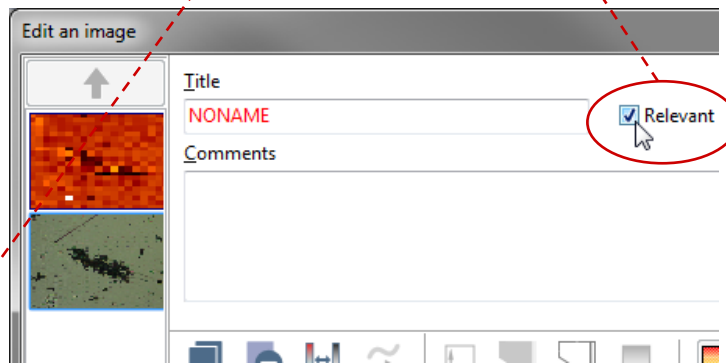 Edit an image
Title
NONAME
Relevant
Comments